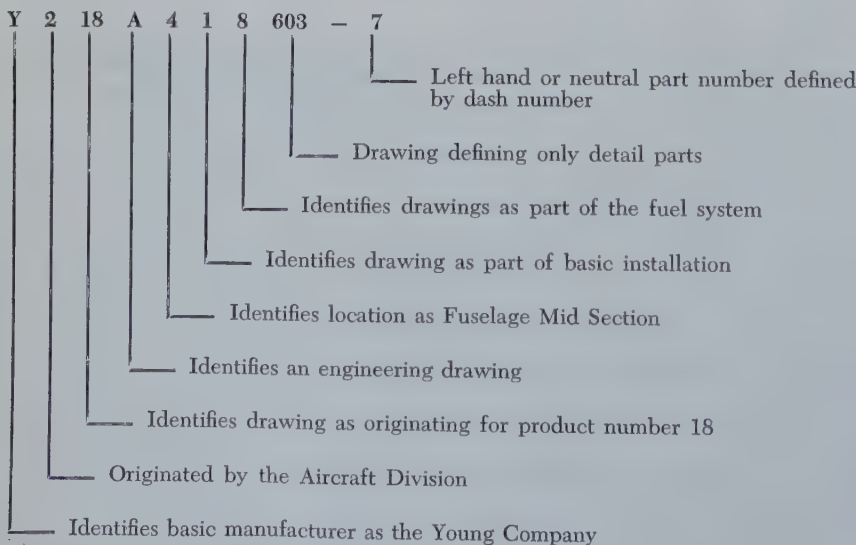 Y 2 18 A 4 1 8 603 – 7
Left hand or neutral part number defined
by dash number
Drawing defining only detail parts
Identifies drawings as part of the fuel system
Identifies drawing as part of basic installation
Identifies location as Fuselage Mid Section
Identifies an engineering drawing
Identifies drawing as originating for product number 18
Originated by the Aircraft Division
Identifies basic manufacturer as the Young Company